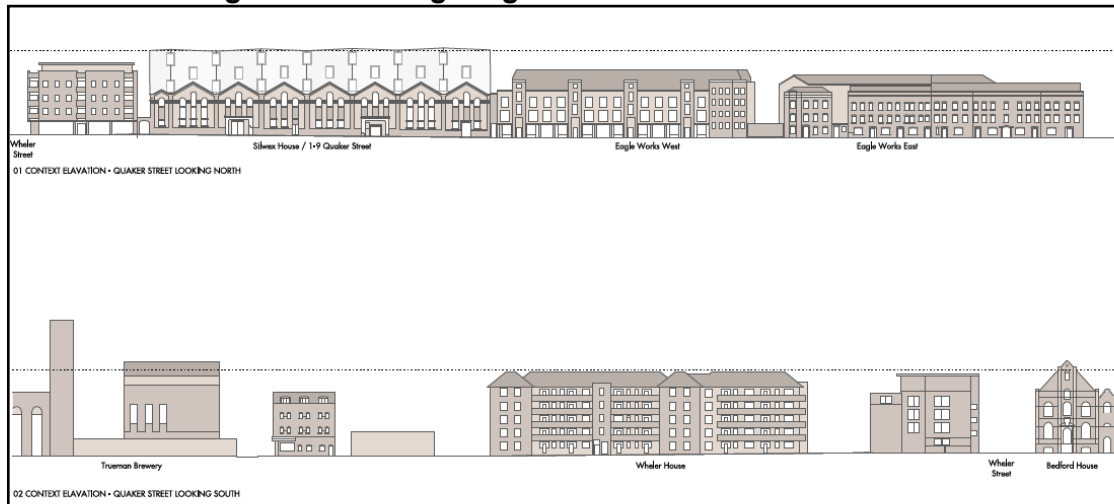 Wheler
Street
Silwex House / 1•9 Quaker Street
Eagle Works West
Eagle Works East
01 CONTEXT ELAVATION • QUAKER STREET LOOKING NORTH
Trueman Brewery
Wheler House
Wheler
Street
Bedford House
02 CONTEXT ELAVATION • QUAKER STREET LOOKING SOUTH